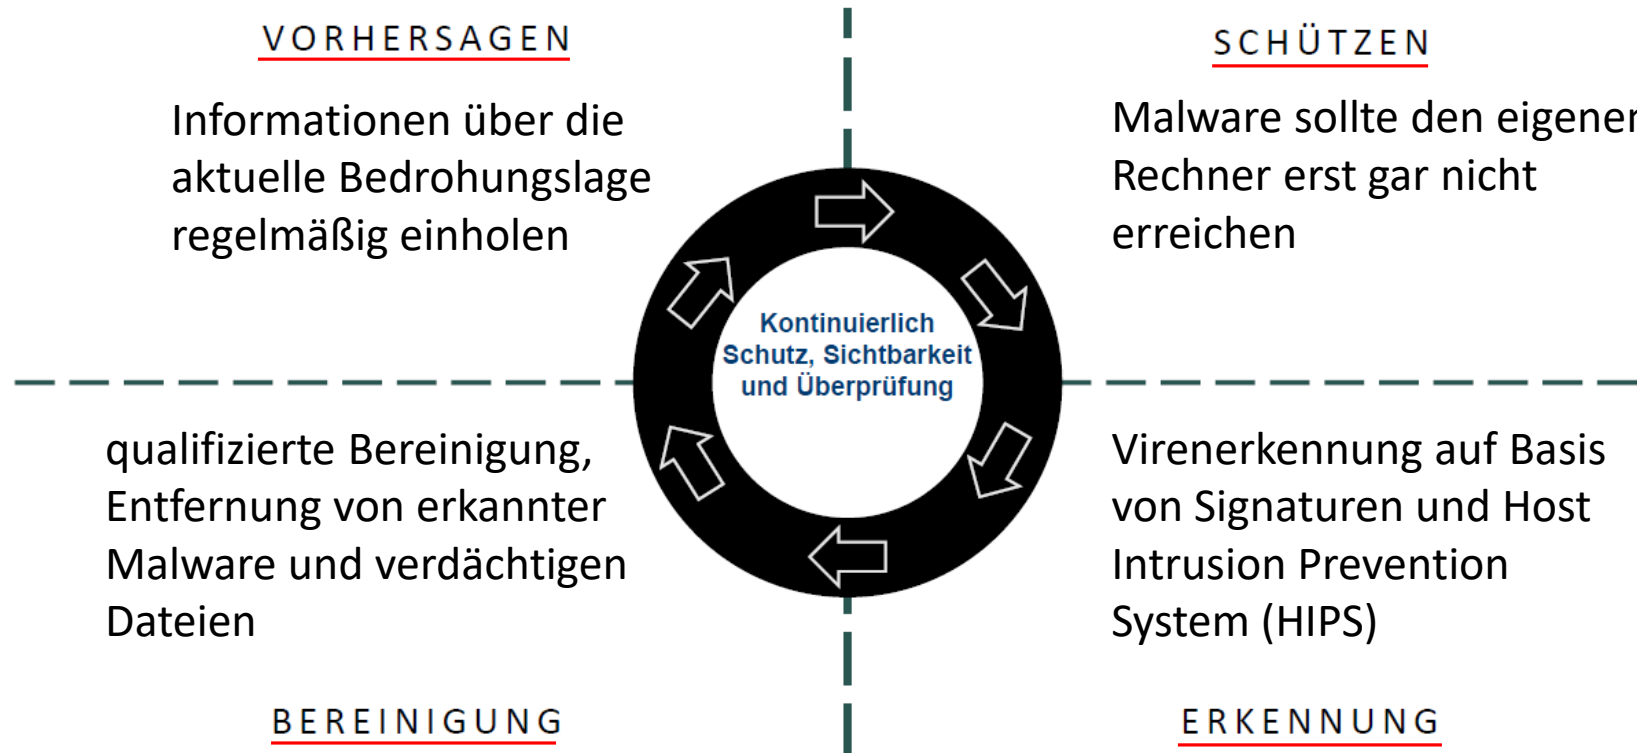 VORHERSAGEN
Informationen über die
aktuelle Bedrohungslage
regelmäßig einholen
SCHÜTZEN
Malware sollte den eigenen
Rechner erst gar nicht
erreichen
Kontinuierlich
Schutz, Sichtbarkeit
und Überprüfung
qualifizierte Bereinigung,
Entfernung von erkannter
Malware und verdächtigen
Dateien
BEREINIGUNG
Virenerkennung auf Basis
von Signaturen und Host
Intrusion Prevention
System (HIPS)
ERKENNUNG